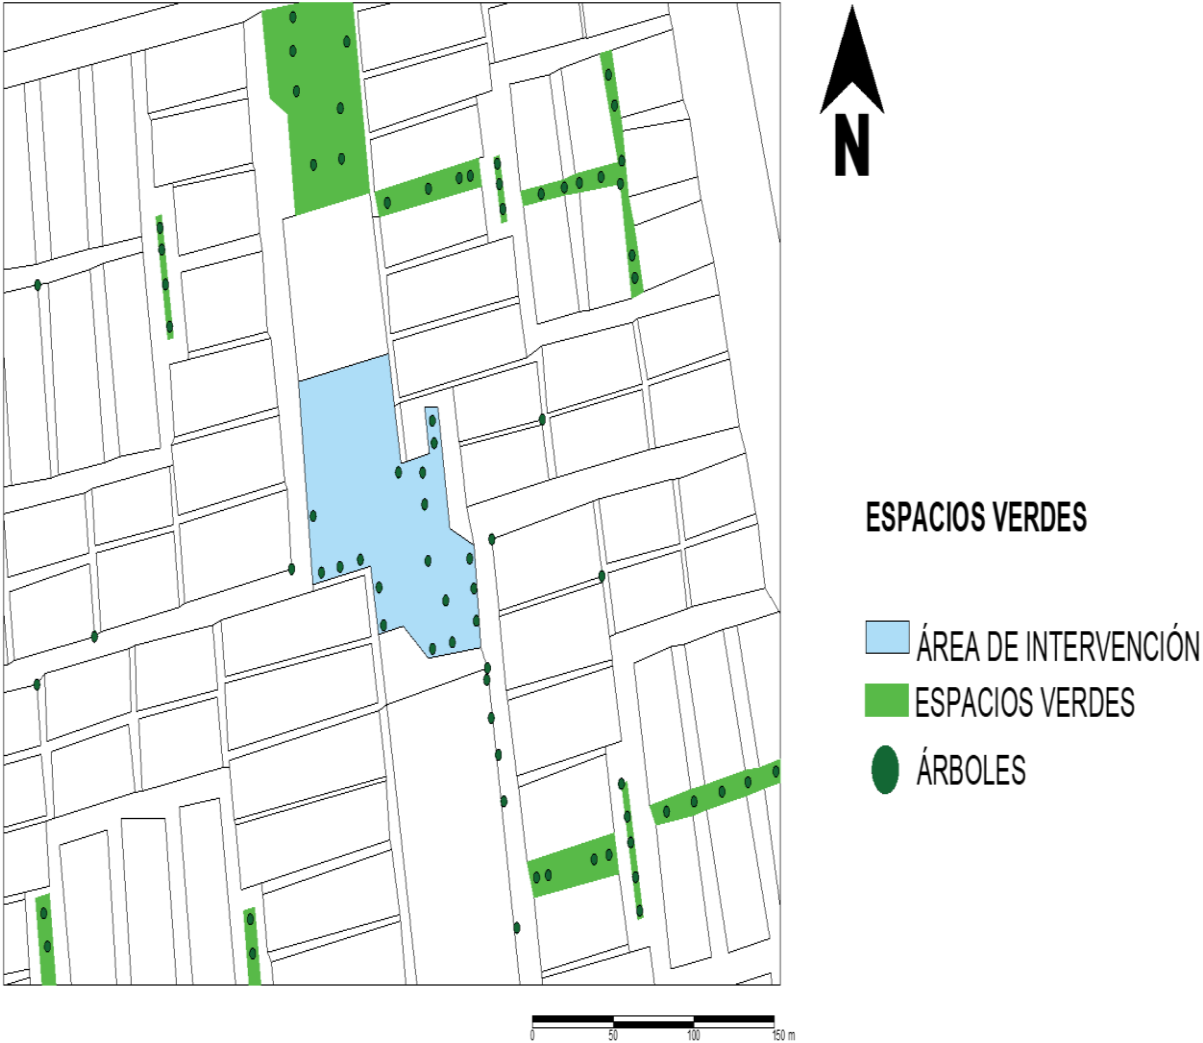 N
ESPACIOS VERDES
ÁREA DE INTERVENCIÓN
ESPACIOS VERDES
ÁRBOLES
0 50 100 150 m